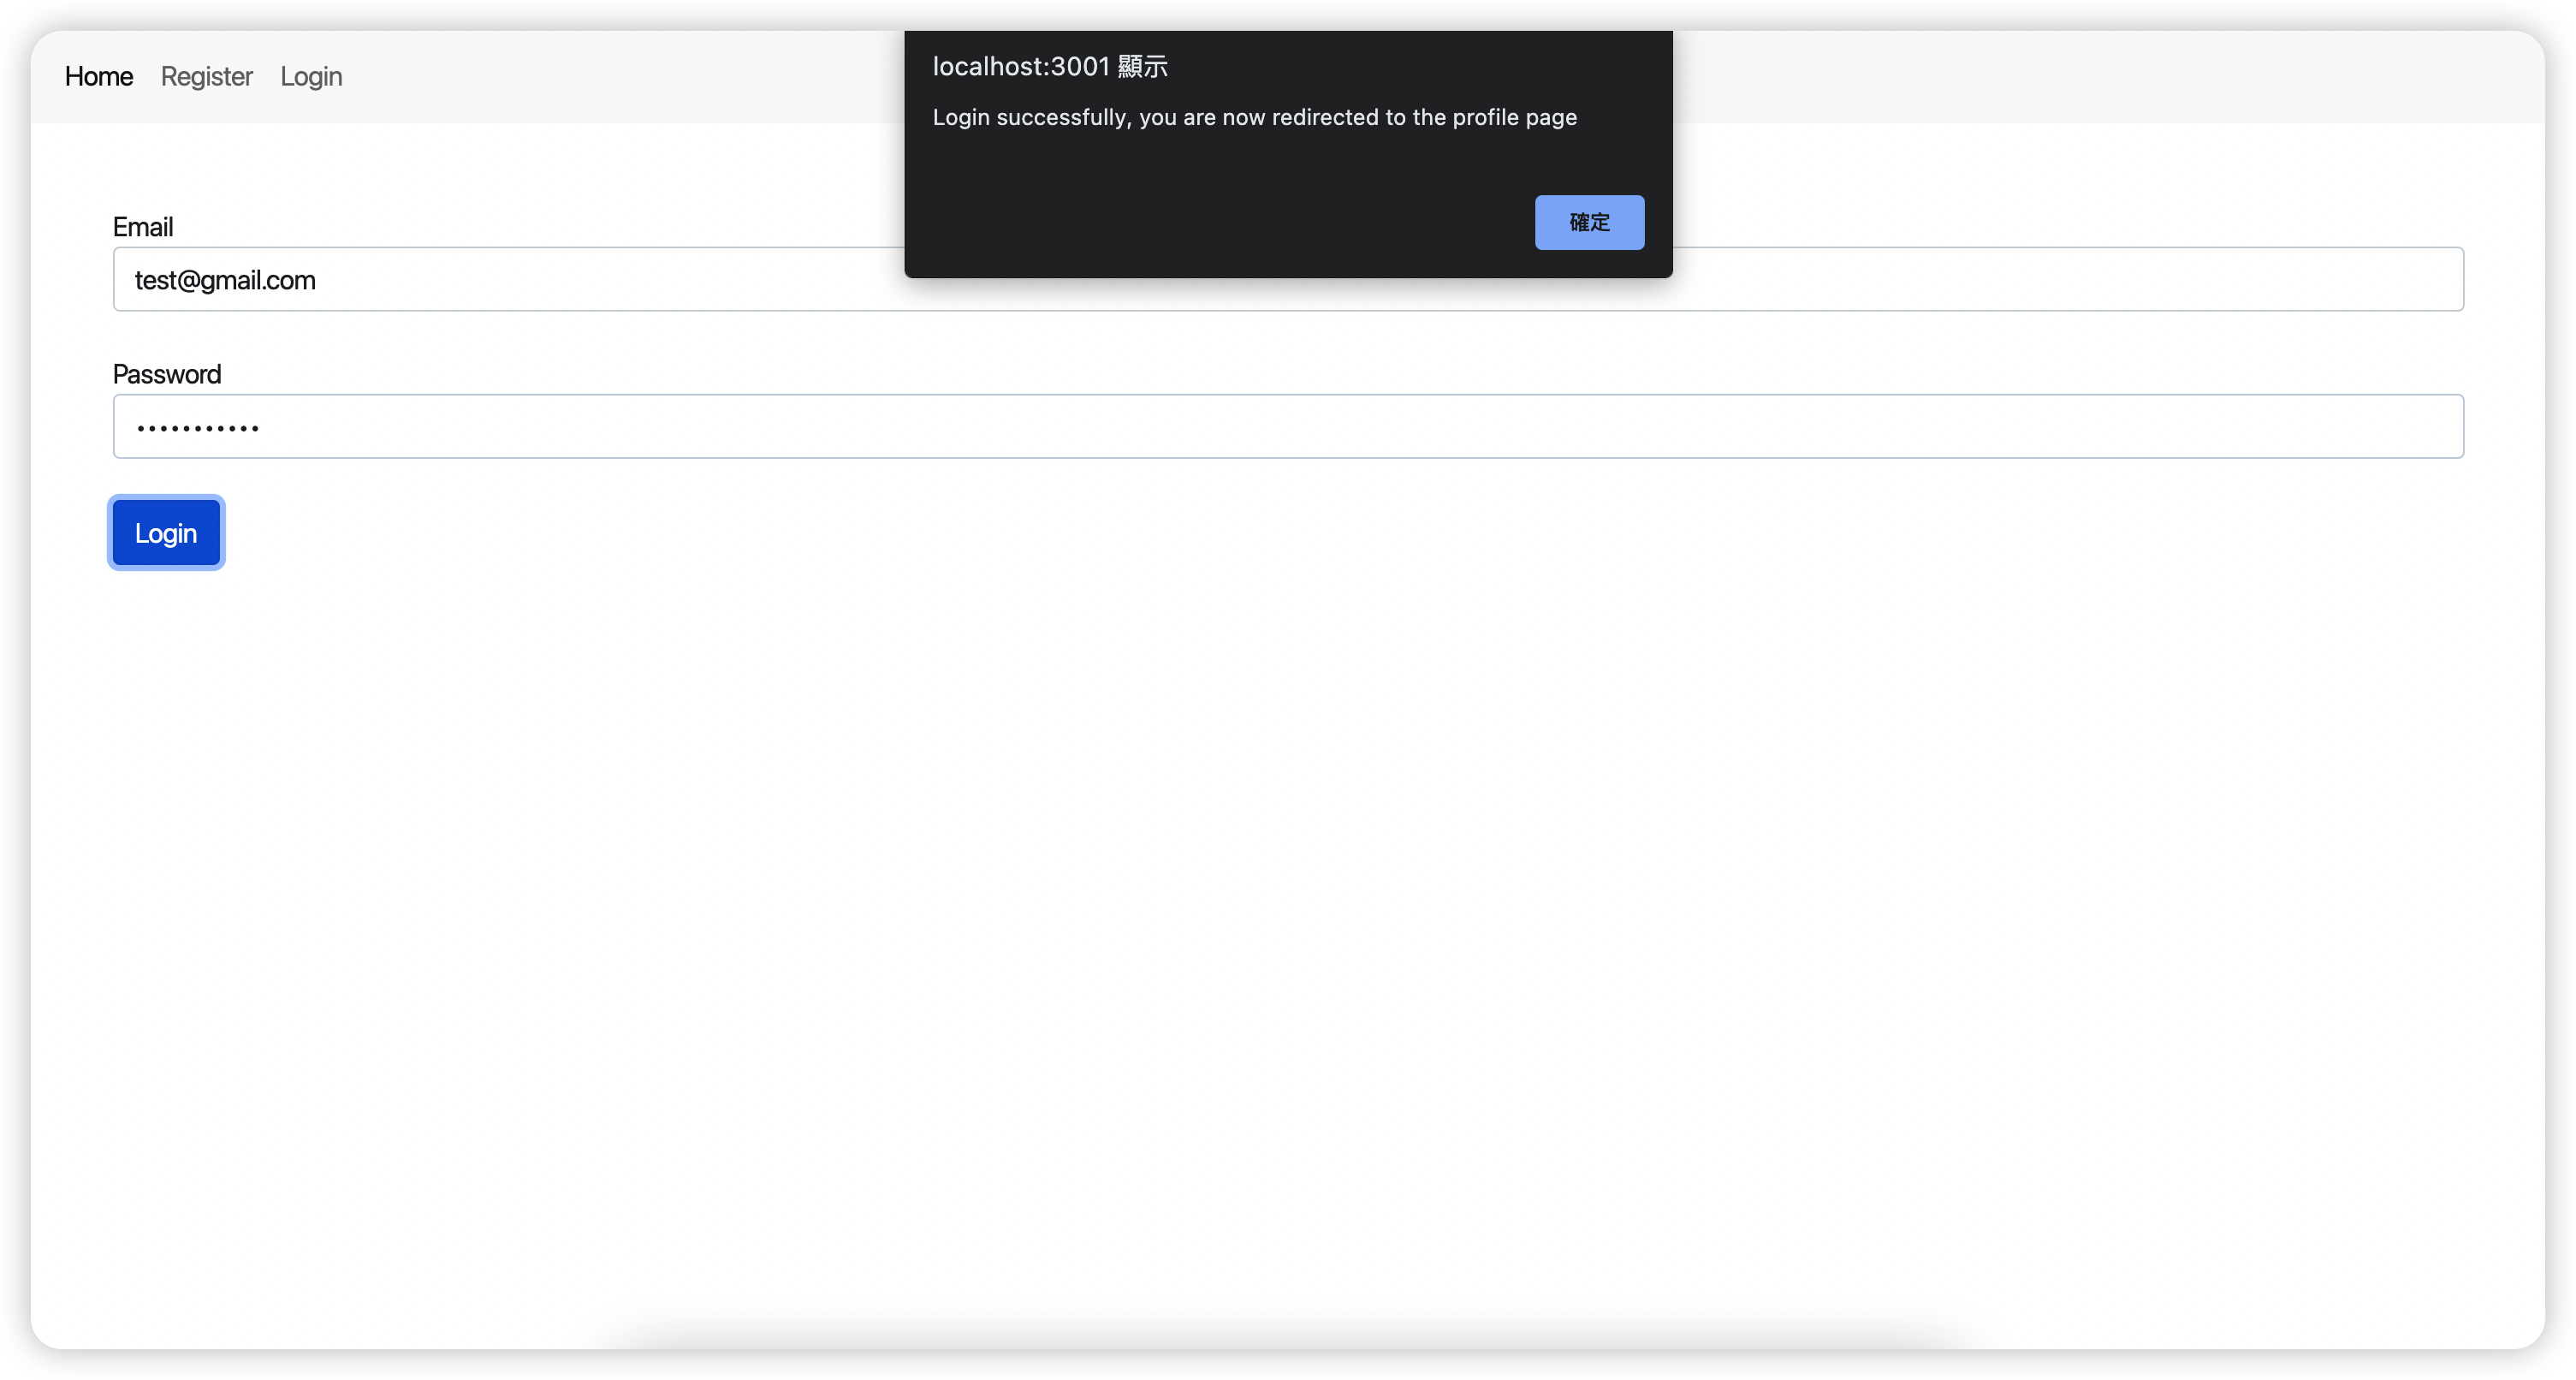 Home Register Login
localhost:3001 顯示
Login successfully, you are now redirected to the profile page
確定
Email
test@gmail.com
Password
•••••••••••
Login